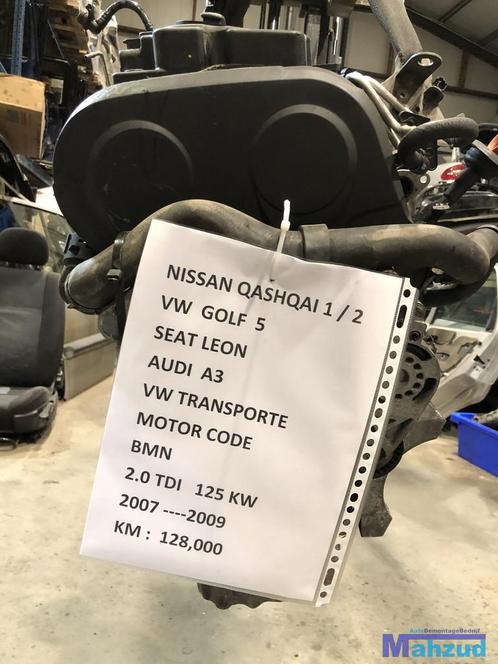 NISSAN QASHQAI 1 / 2
VW GOLF 5
SEAT LEON
AUDI A3
VW TRANSPORTE
MOTOR CODE
BMN
2.0 TDI 125 KW
2007 ----2009
KM : 128,000
AutoDemontageBedrijf
Mahzud